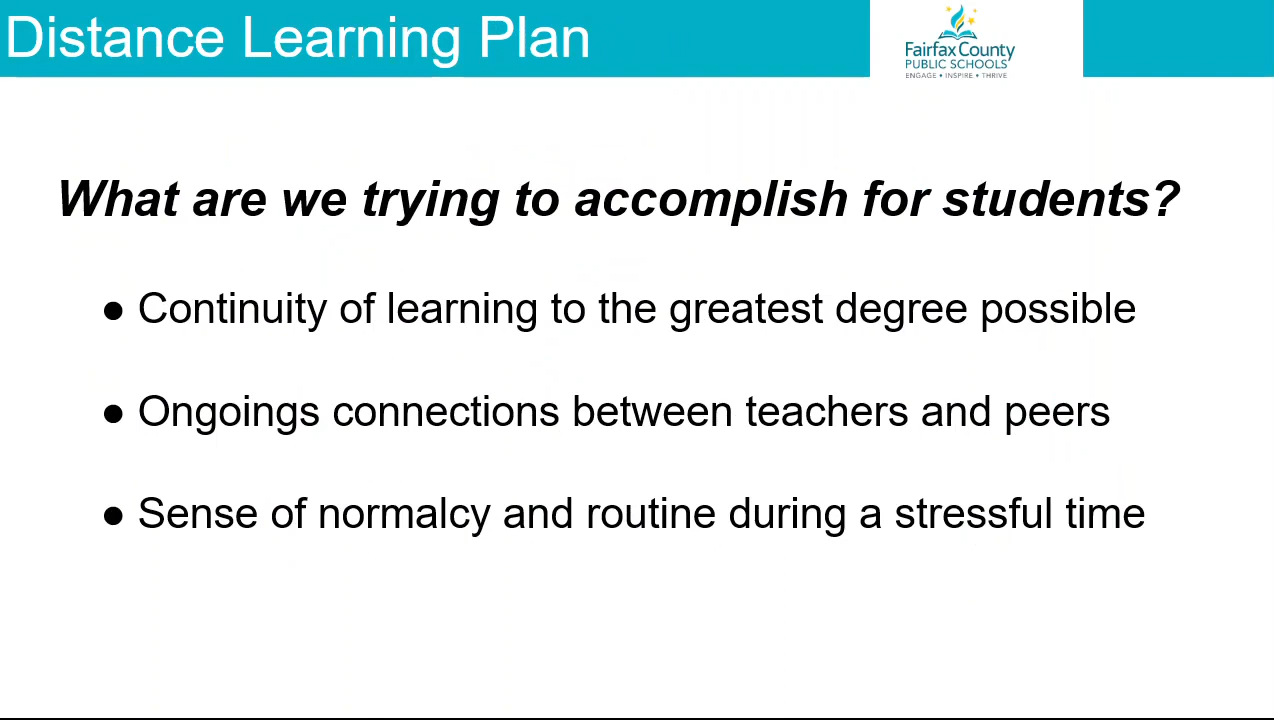 Distance Learning Plan
Fairfax County
PUBLIC SCHOOLS
ENGAGE • INSPIRE • THRIVE
What are we trying to accomplish for students?
● Continuity of learning to the greatest degree possible
● Ongoings connections between teachers and peers
● Sense of normalcy and routine during a stressful time